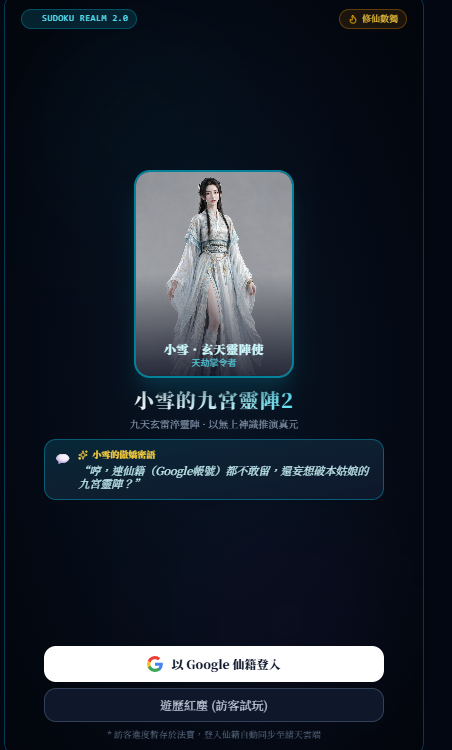 SUDOKU REALM 2.0
修仙數獨
小雪・玄天靈陣使
天劫掌令者
小雪的九宮靈陣2
九天玄雷淬靈陣 · 以無上神識推演真元
小雪的傲嬌密語
“哼，連仙籍（Google帳號）都不敢留，還妄想破本姑娘的
九宮靈陣？”
以 Google 仙籍登入
遊歷紅塵 (訪客試玩)
* 訪客進度暫存於法寶，登入仙籍自動同步至諸天雲端